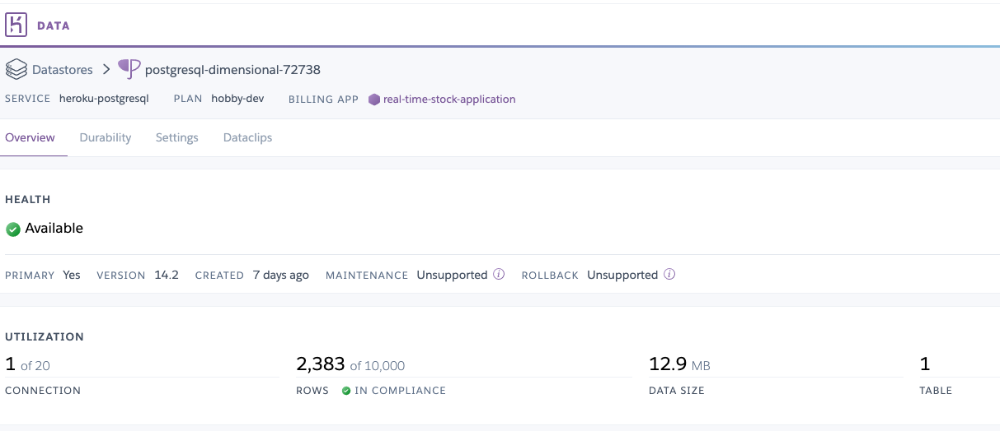 DATA
Datastores > postgresql-dimensional-72738
SERVICE heroku-postgresql PLAN hobby-dev BILLING APP real-time-stock-application
Overview Durability Settings Dataclips
HEALTH
Available
PRIMARY Yes VERSION 14.2 CREATED 7 days ago MAINTENANCE Unsupported ROLLBACK Unsupported
UTILIZATION
1 of 20 2,383 of 10,000 12.9 MB 1
CONNECTION ROWS IN COMPLIANCE DATA SIZE TABLE